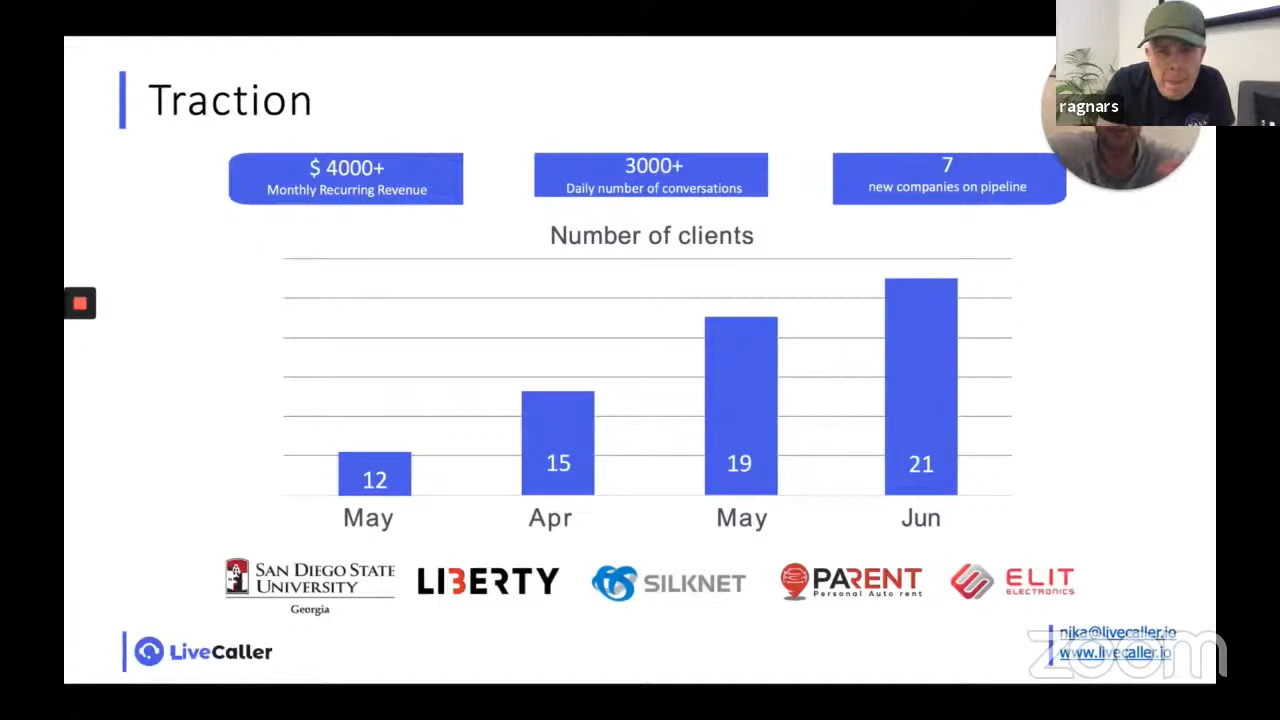 ragnars
Traction
$ 4000+
Monthly Recurring Revenue
3000+
Daily number of conversations
7
new companies on pipeline
Number of clients
12
15
19
21
May
Apr
May
Jun
SAN DIEGO STATE
UNIVERSITY
Georgia
LIBERTY
SILKNET
PARENT
Personal Auto rent
ELIT
ELECTRONICS
LiveCaller
nika@livecaller.io
www.livecaller.io
zoom